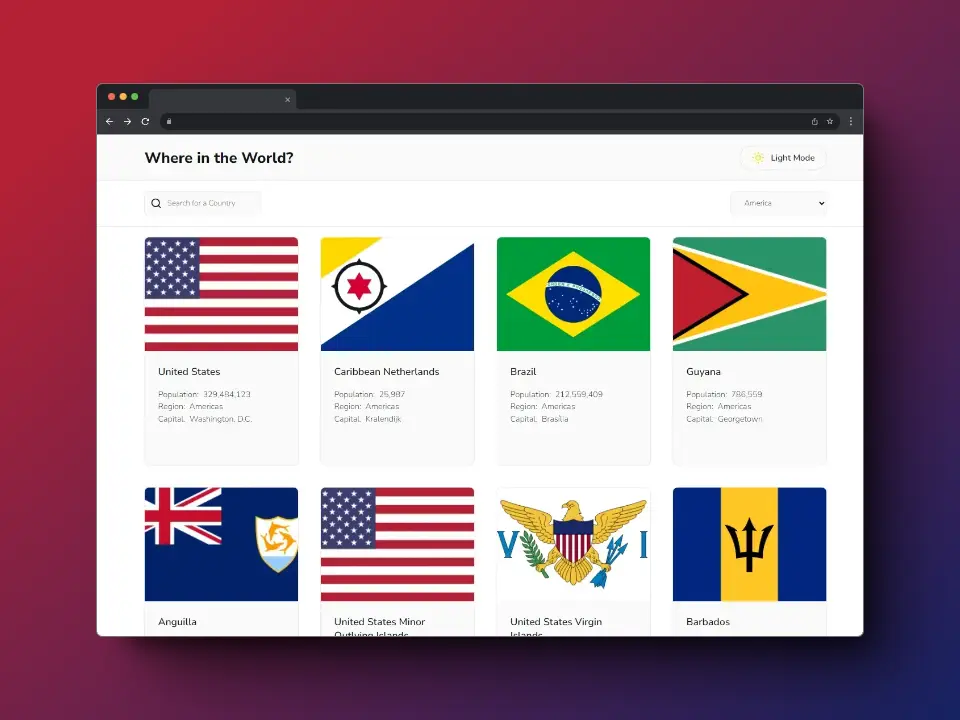 Where in the World?
Light Mode
Search for a Country
America
United States
Population: 329,484,123
Region: Americas
Capital: Washington, D.C.
Caribbean Netherlands
Population: 25,987
Region: Americas
Capital: Kralendijk
Brazil
Population: 212,559,409
Region: Americas
Capital: Brasília
Guyana
Population: 786,559
Region: Americas
Capital: Georgetown
V I
Anguilla
United States Minor
Outlying Islands
United States Virgin
Islands
Barbados